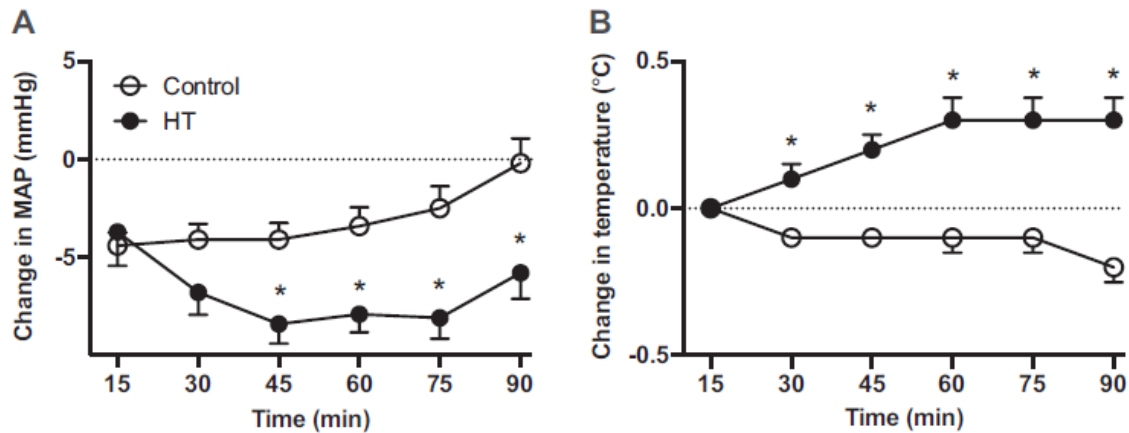 A
Change in MAP (mmHg)
5
0
-5
Control
HT
*
*
*
*
15 30 45 60 75 90
Time (min)
B
Change in temperature (°C)
0.5
0.0
-0.5
*
*
*
*
*
15 30 45 60 75 90
Time (min)